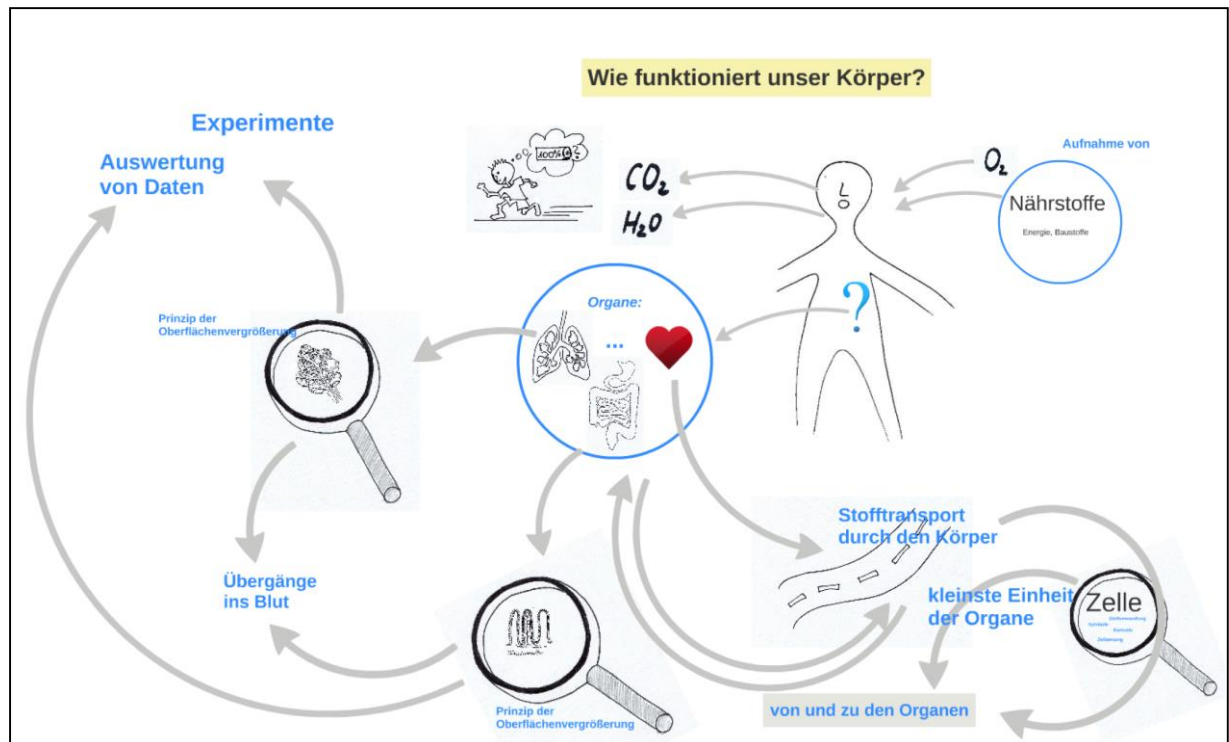 Wie funktioniert unser Körper?
Experimente
Auswertung
von Daten
100%
CO₂
H₂O
Aufnahme von
O₂
Nährstoffe
Energie, Baustoffe
?
Organe:
...
Prinzip der
Oberflächenvergrößerung
Stofftransport
durch den Körper
Übergänge
ins Blut
kleinste Einheit
der Organe
Zelle
Prinzip der
Oberflächenvergrößerung
von und zu den Organen